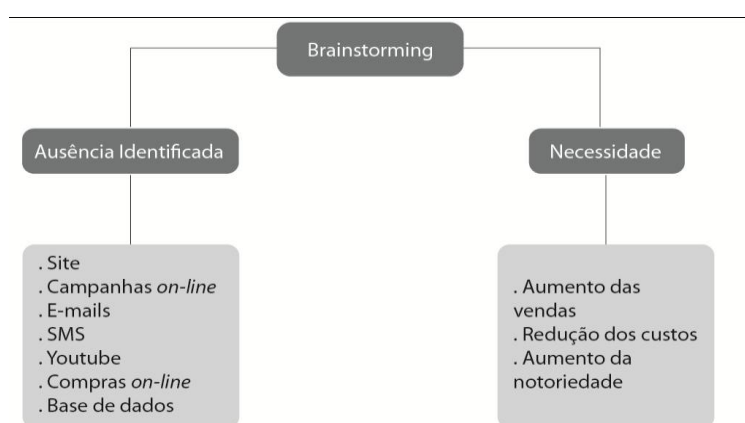 Brainstorming
Ausência Identificada
Necessidade
. Site
. Campanhas on-line
. E-mails
. SMS
. Youtube
. Compras on-line
. Base de dados
. Aumento das
vendas
. Redução dos custos
. Aumento da
notoriedade